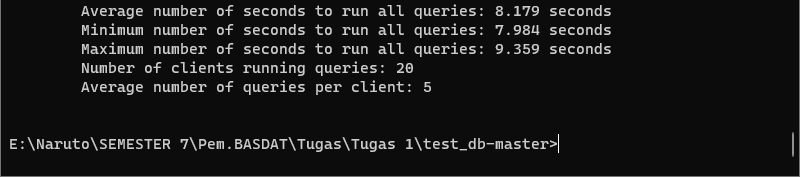 Average number of seconds to run all queries: 8.179 seconds
Minimum number of seconds to run all queries: 7.984 seconds
Maximum number of seconds to run all queries: 9.359 seconds
Number of clients running queries: 20
Average number of queries per client: 5
E:\Naruto\SEMESTER 7\Pem.BASDAT\Tugas\Tugas 1\test_db-master>